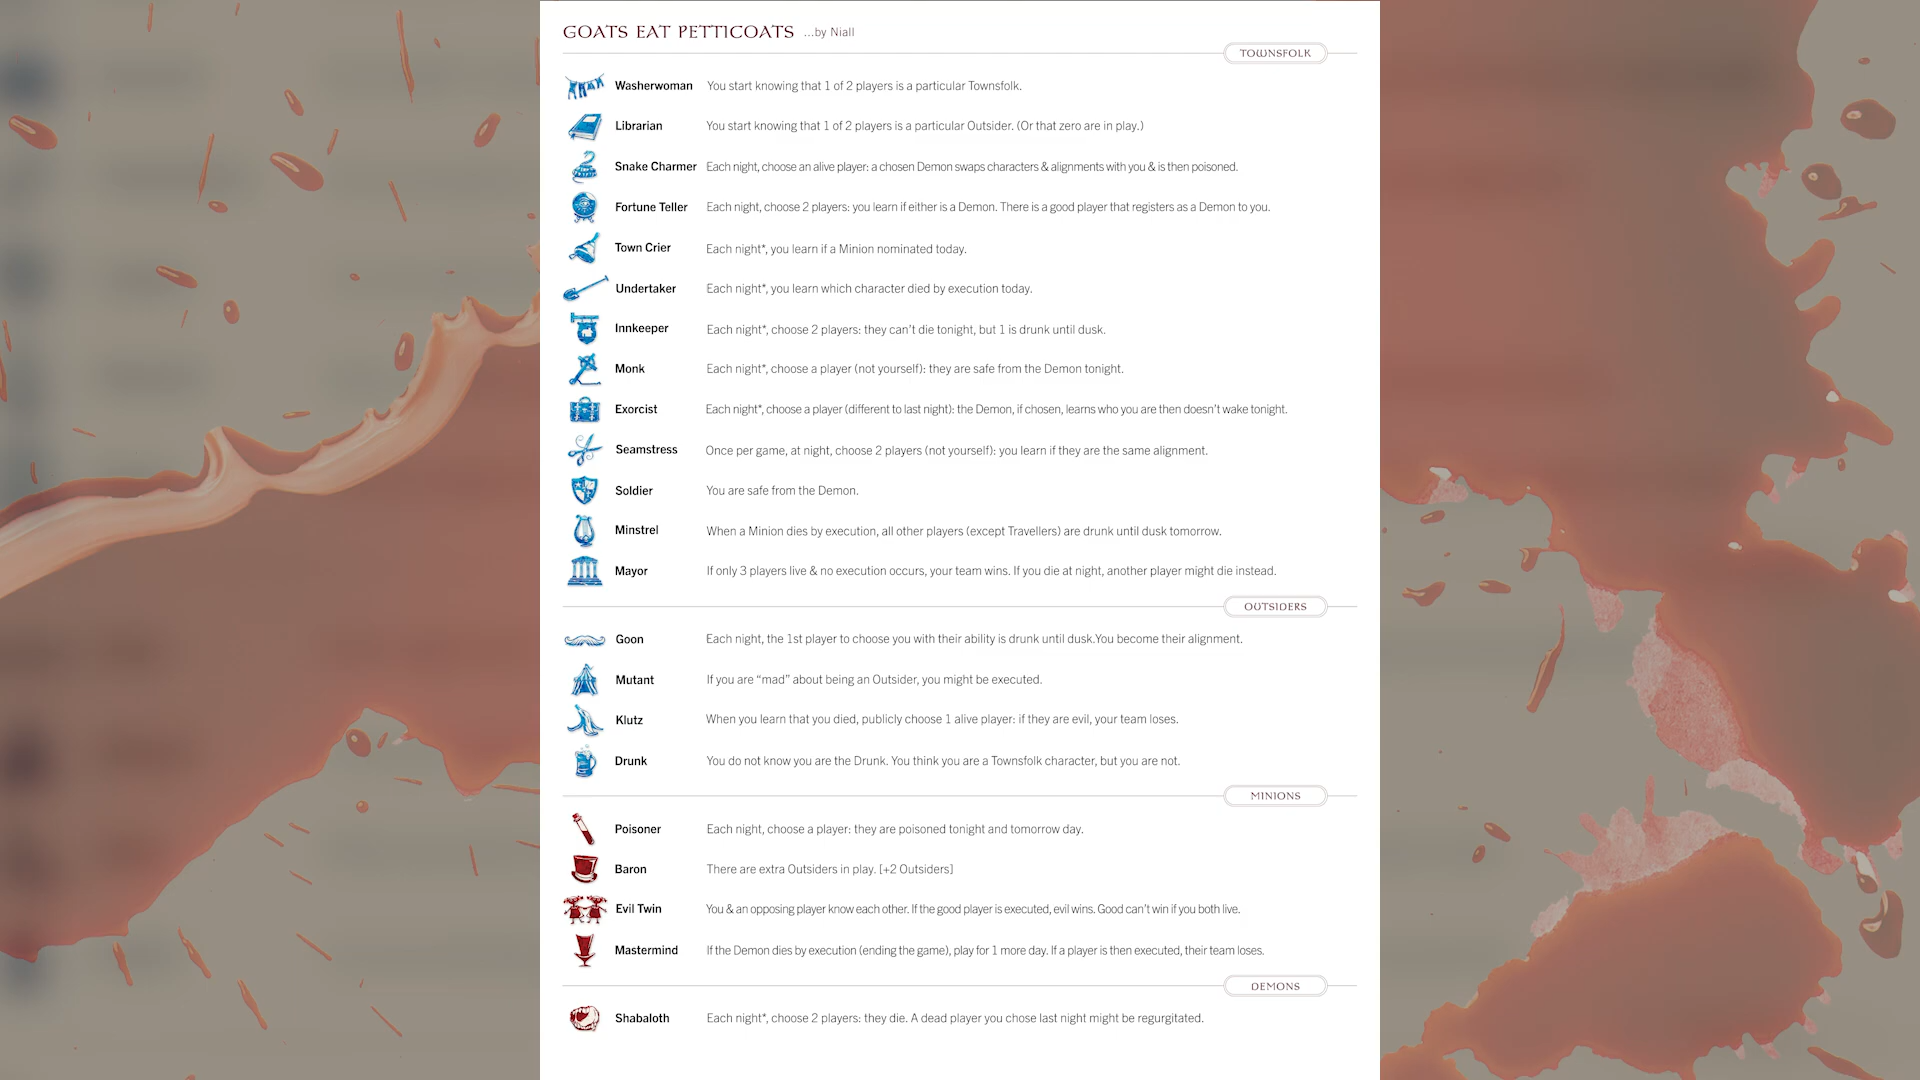 GOATS EAT PETTICOATS ...by Niall
TOWNSFOLK
Washerwoman You start knowing that 1 of 2 players is a particular Townsfolk.
Librarian You start knowing that 1 of 2 players is a particular Outsider. (Or that zero are in play.)
Snake Charmer Each night, choose an alive player: a chosen Demon swaps characters & alignments with you & is then poisoned.
Fortune Teller Each night, choose 2 players: you learn if either is a Demon. There is a good player that registers as a Demon to you.
Town Crier Each night*, you learn if a Minion nominated today.
Undertaker Each night*, you learn which character died by execution today.
Innkeeper Each night*, choose 2 players: they can't die tonight, but 1 is drunk until dusk.
Monk Each night*, choose a player (not yourself): they are safe from the Demon tonight.
Exorcist Each night*, choose a player (different to last night): the Demon, if chosen, learns who you are then doesn't wake tonight.
Seamstress Once per game, at night, choose 2 players (not yourself): you learn if they are the same alignment.
Soldier You are safe from the Demon.
Minstrel When a Minion dies by execution, all other players (except Travellers) are drunk until dusk tomorrow.
Mayor If only 3 players live & no execution occurs, your team wins. If you die at night, another player might die instead.
OUTSIDERS
Goon Each night, the 1st player to choose you with their ability is drunk until dusk.You become their alignment.
Mutant If you are “mad” about being an Outsider, you might be executed.
Klutz When you learn that you died, publicly choose 1 alive player: if they are evil, your team loses.
Drunk You do not know you are the Drunk. You think you are a Townsfolk character, but you are not.
MINIONS
Poisoner Each night, choose a player: they are poisoned tonight and tomorrow day.
Baron There are extra Outsiders in play. [+2 Outsiders]
Evil Twin You & an opposing player know each other. If the good player is executed, evil wins. Good can't win if you both live.
Mastermind If the Demon dies by execution (ending the game), play for 1 more day. If a player is then executed, their team loses.
DEMONS
Shabaloth Each night*, choose 2 players: they die. A dead player you chose last night might be regurgitated.